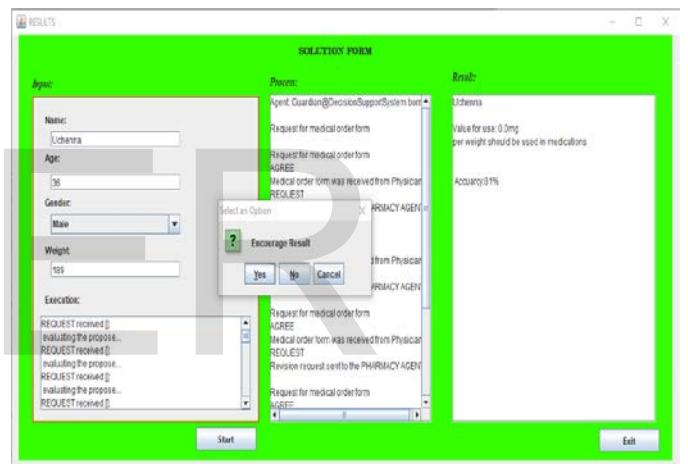 RESULTS
SOLUTION FORM
Input:
Name:
Uchenna
Age:
36
Gender:
Male
Weight:
189
Execution:
REQUEST received []:
evaluating the propose...
REQUEST received []:
evaluating the propose...
REQUEST received []:
evaluating the propose...
REQUEST received []:
Start
Process:
Agent: Guardian@DecisionSupportSystem born
Request for medical order form
Request for medical order form
AGREE
Medical order form was received from Physician
REQUEST
PHARMACY AGEN
d from Physician
PHARMACY AGEN
Request for medical order form
AGREE
Medical order form was received from Physician
REQUEST
Revision request sent to the PHARMACY AGEN
Request for medical order form
AGREE
Select an Option
Encourage Result
Yes
No
Cancel
Result:
Uchenna
Value for use: 0.0mg
per weight should be used in medications
Accuarcy:81%
Exit
ER